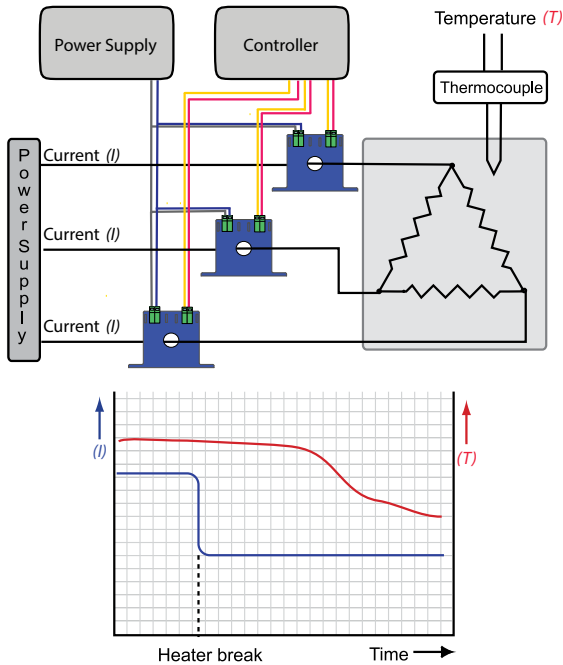 Temperature (T)
Power Supply
Controller
Thermocouple
Power Supply
Current (I)
Current (I)
Current (I)
(I)
(T)
Heater break
Time